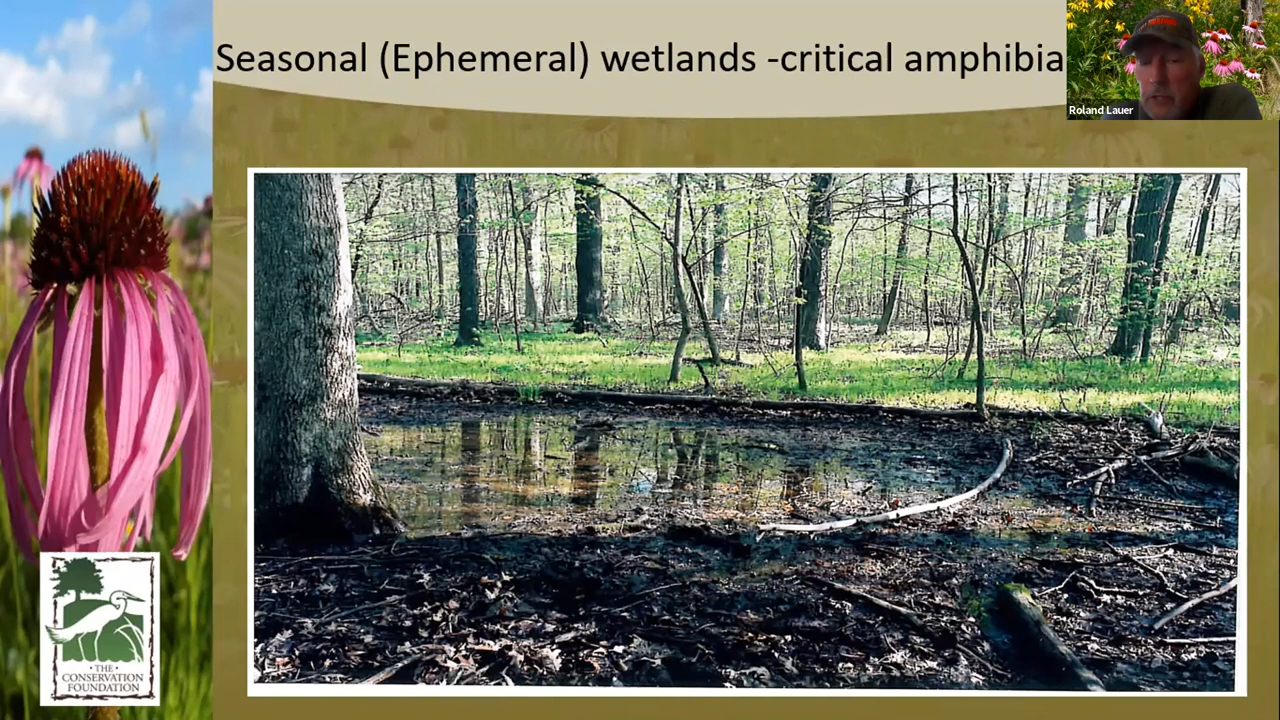 Seasonal (Ephemeral) wetlands -critical amphibia
Roland Lauer
· THE ·
CONSERVATION
FOUNDATION